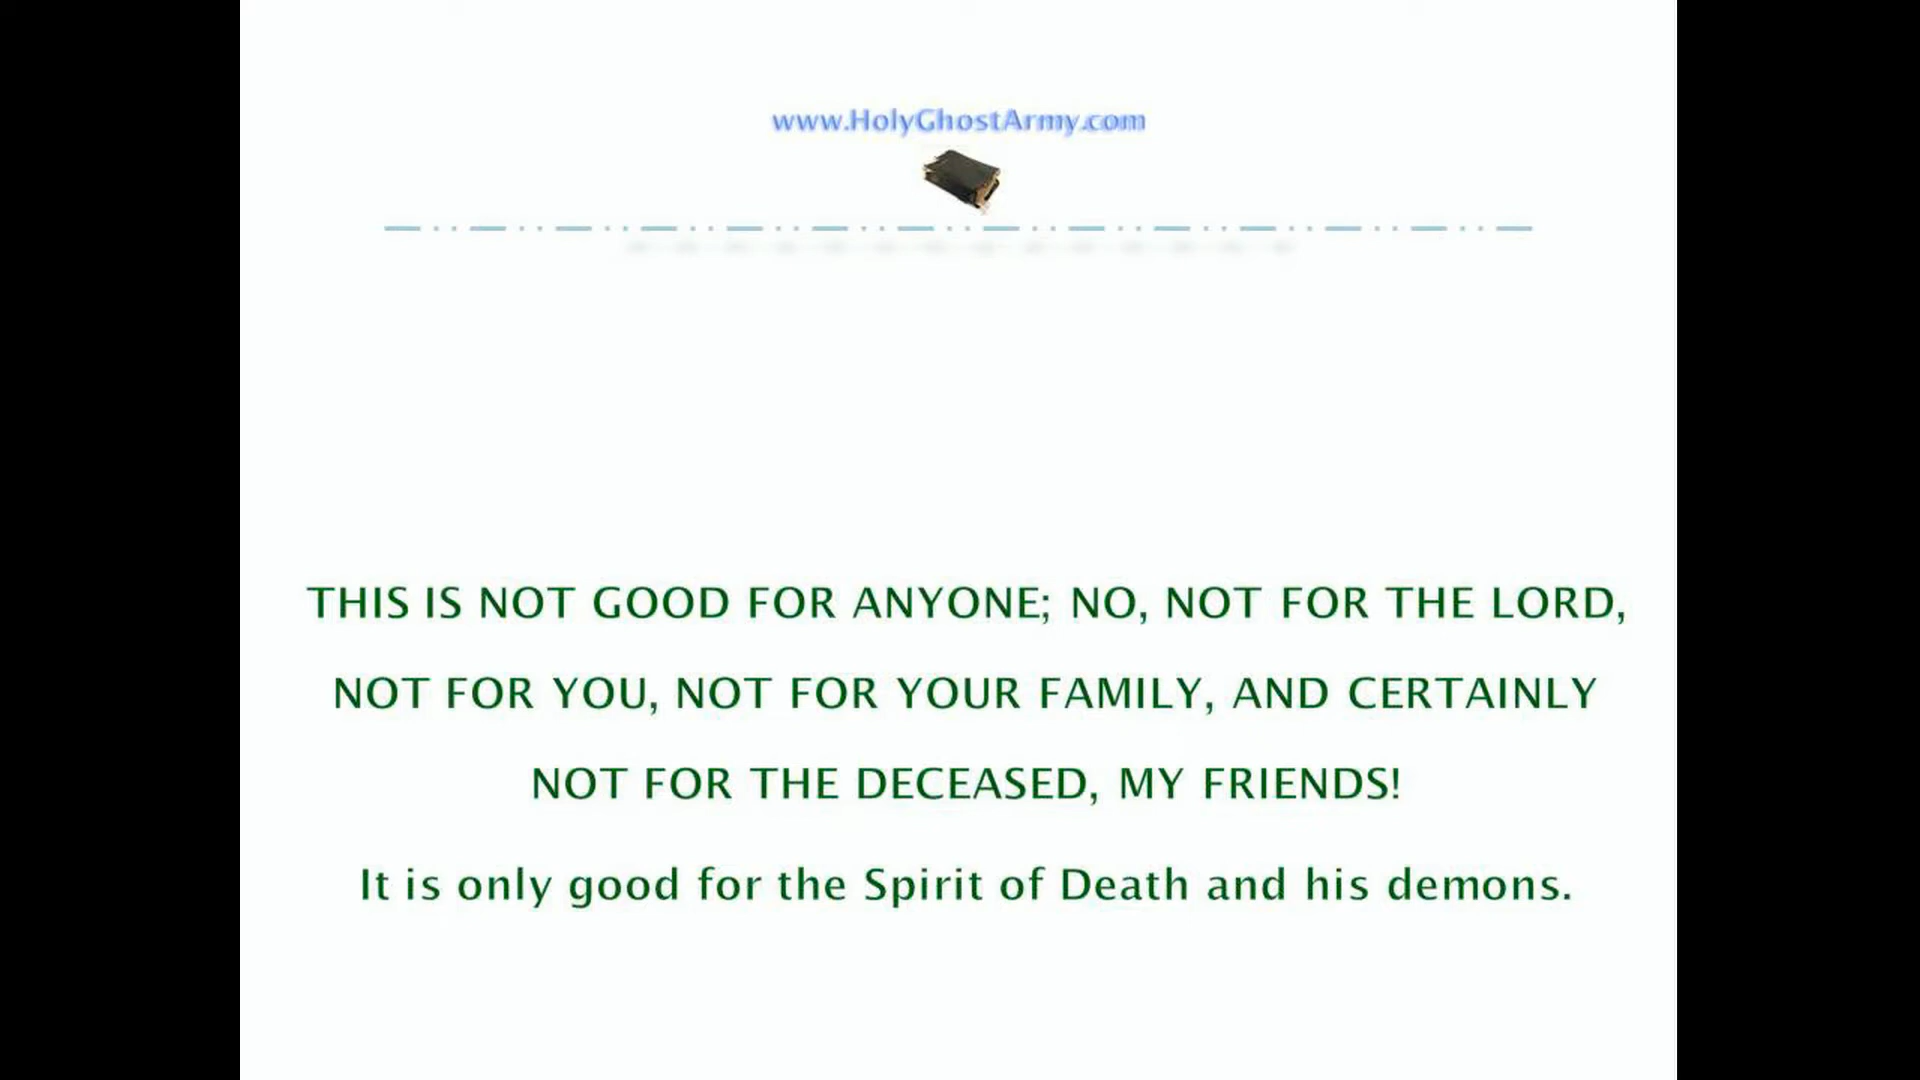 www.HolyGhostArmy.com
THIS IS NOT GOOD FOR ANYONE; NO, NOT FOR THE LORD,
NOT FOR YOU, NOT FOR YOUR FAMILY, AND CERTAINLY
NOT FOR THE DECEASED, MY FRIENDS!
It is only good for the Spirit of Death and his demons.